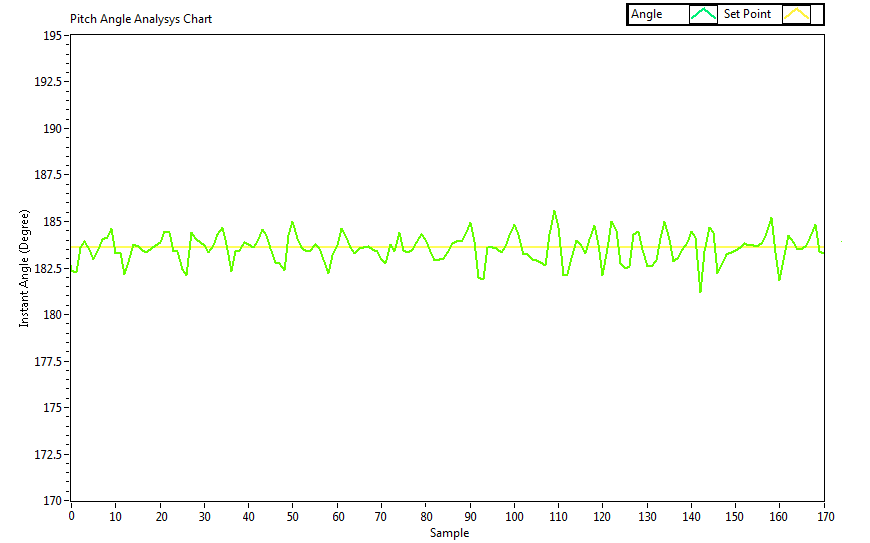 Pitch Angle Analysys Chart
Angle
Set Point
195
192.5
190
187.5
185
182.5
180
177.5
175
172.5
170
Instant Angle (Degree)
0 10 20 30 40 50 60 70 80 90 100 110 120 130 140 150 160 170
Sample